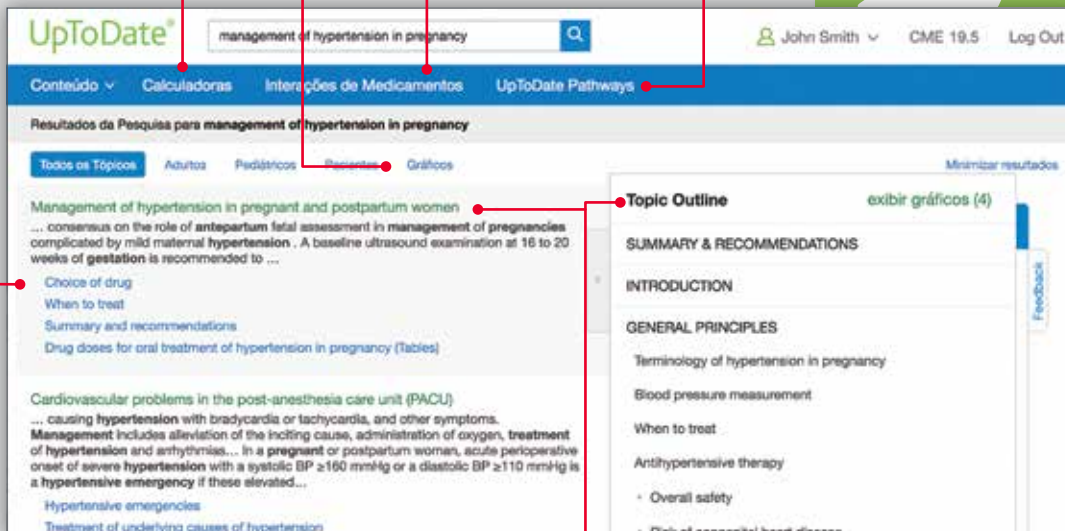 UpToDate®
management of hypertension in pregnancy
John Smith
CME 19.5
Log Out
Conteúdo
Calculadoras
Interações de Medicamentos
UpToDate Pathways
Resultados da Pesquisa para management of hypertension in pregnancy
Todos os Tópicos
Adultos
Pediátricos
Pacientes
Gráficos
Minimizar resultados
Management of hypertension in pregnant and postpartum women
... consensus on the role of antepartum fetal assessment in management of pregnancies
complicated by mild maternal hypertension . A baseline ultrasound examination at 16 to 20
weeks of gestation is recommended to ...
Choice of drug
When to treat
Summary and recommendations
Drug doses for oral treatment of hypertension in pregnancy (Tables)
Cardiovascular problems in the post-anesthesia care unit (PACU)
... causing hypertension with bradycardia or tachycardia, and other symptoms.
Management includes alleviation of the inciting cause, administration of oxygen, treatment
of hypertension and arrhythmias... In a pregnant or postpartum woman, acute perioperative
onset of severe hypertension with a systolic BP ≥160 mmHg or a diastolic BP ≥110 mmHg is
a hypertensive emergency if these elevated...
Hypertensive emergencies
Treatment of underlying causes of hypertension
Topic Outline
exibir gráficos (4)
SUMMARY & RECOMMENDATIONS
INTRODUCTION
GENERAL PRINCIPLES
Terminology of hypertension in pregnancy
Blood pressure measurement
When to treat
Antihypertensive therapy
• Overall safety
• Risk of congenital heart disease
Feedback